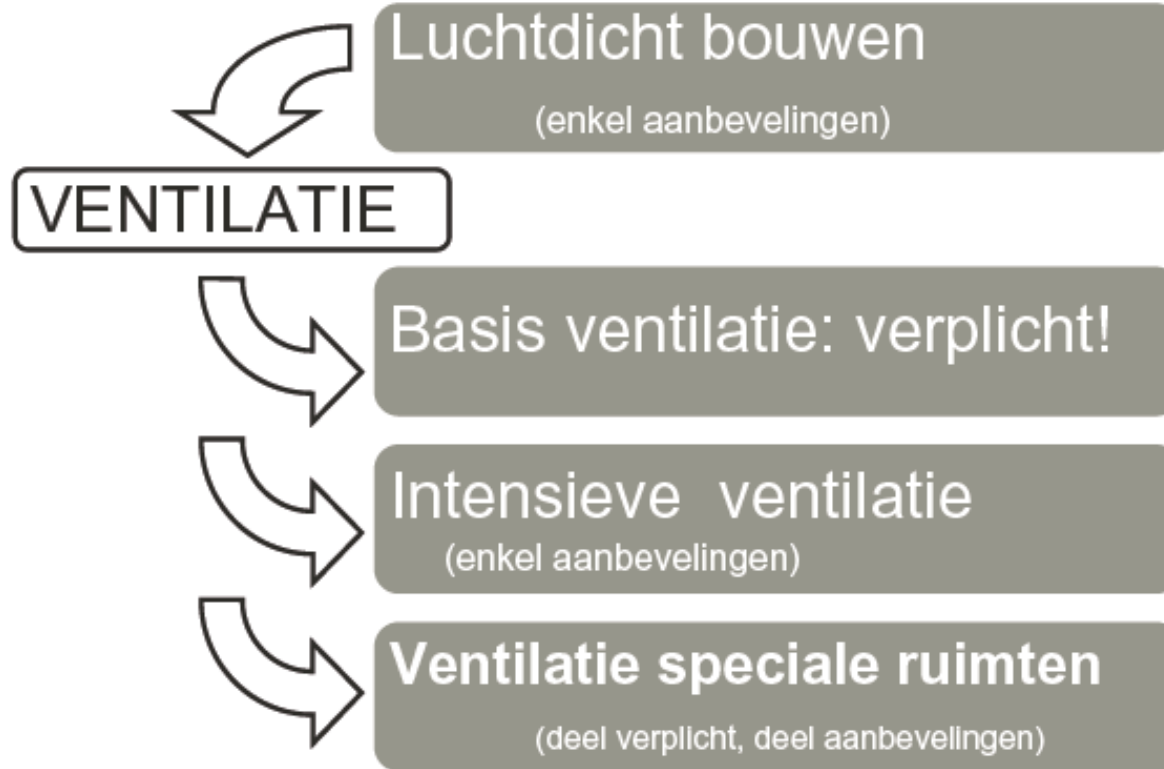 Luchtdicht bouwen
(enkel aanbevelingen)
VENTILATIE
Basis ventilatie: verplicht!
Intensieve ventilatie
(enkel aanbevelingen)
Ventilatie speciale ruimten
(deel verplicht, deel aanbevelingen)